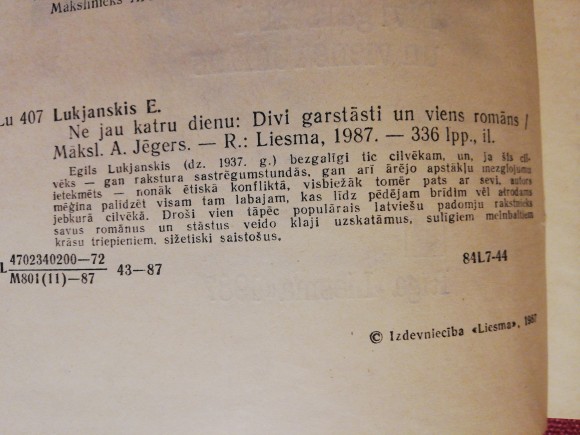 Mākslinieks
Lu 407 Lukjanskis E.
Ne jau katru dienu: Divi garstāsti un viens romāns /
Māksl. A. Jēgers. — R.: Liesma, 1987. — 336 lpp., il.
Egils Lukjanskis (dz. 1937. g.) bezgalīgi tic cilvēkam, un, ja šis cil-
vēks — gan rakstura sastrēgumstundās, gan arī ārējo apstākļu inezglojumu
ietekmēts — nonāk ētiskā konfliktā, visbiežāk tomēr pats ar sevi, autors
mēģina palīdzēt visam tam labajam, kas līdz pēdējam brīdim vēl atrodams
jebkurā cilvēkā. Droši vien tāpēc populārais latviešu padomju rakstnieks
savus romānus un stāstus veido klaji uzskatāmus, sulīgiem melnbaltiem
krāsu triepieniem, sižetiski saistošus.
L 4702340200—72
M801(11)—87 43—87 84L7-44
© Izdevniecība «Liesma», 1987